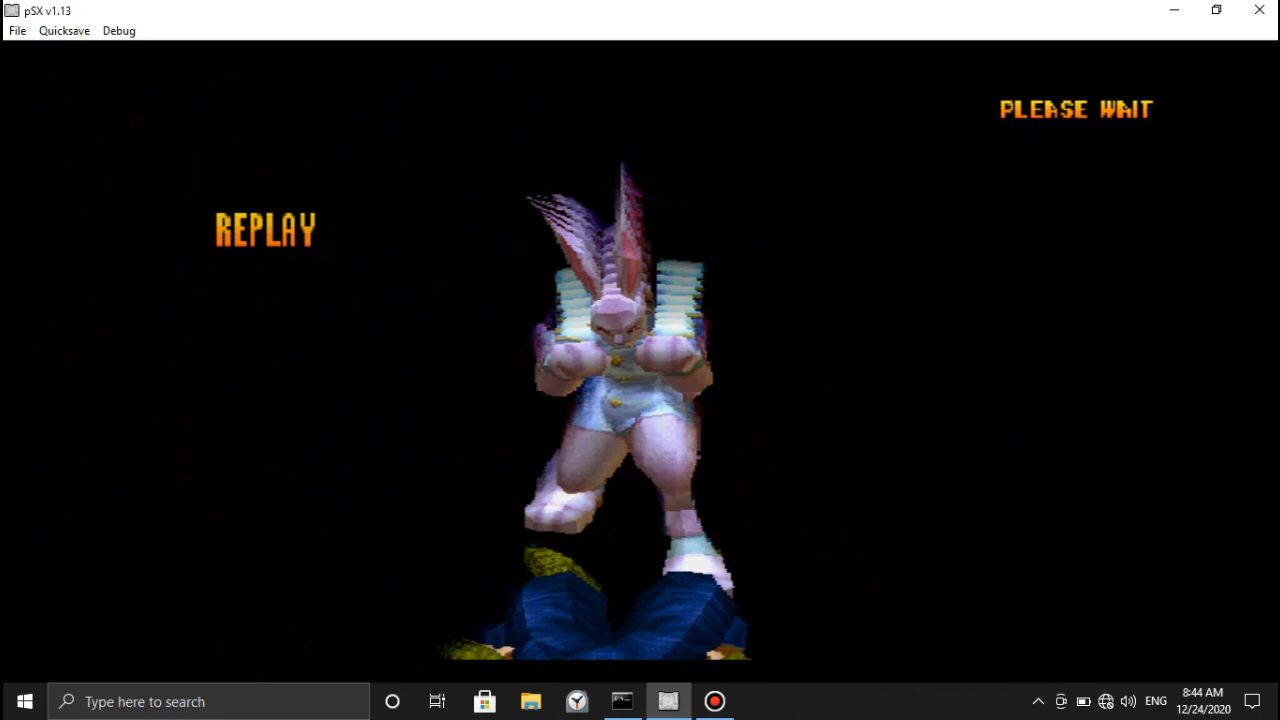 pSX v1.13
File Quicksave Debug
PLEASE WAIT
REPLAY
Type here to search
ENG
8:44 AM
12/24/2020